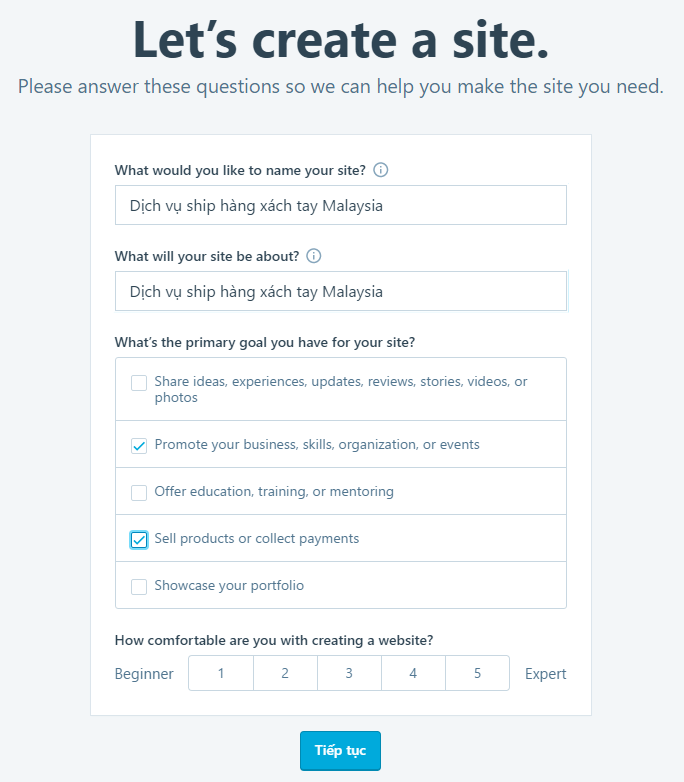 Let’s create a site.
Please answer these questions so we can help you make the site you need.
What would you like to name your site?
Dịch vụ ship hàng xách tay Malaysia
What will your site be about?
Dịch vụ ship hàng xách tay Malaysia
What’s the primary goal you have for your site?
Share ideas, experiences, updates, reviews, stories, videos, or
photos
Promote your business, skills, organization, or events
Offer education, training, or mentoring
Sell products or collect payments
Showcase your portfolio
How comfortable are you with creating a website?
Beginner 1 2 3 4 5 Expert
Tiếp tục